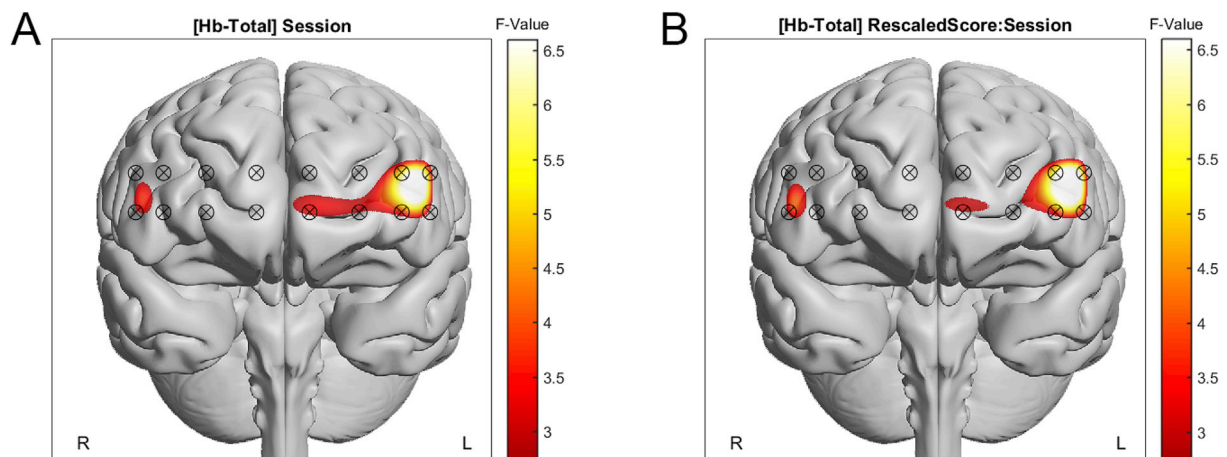 A
[Hb-Total] Session
F-Value
6.5
6
5.5
5
4.5
4
3.5
3
R
L
B
[Hb-Total] RescaledScore:Session
F-Value
6.5
6
5.5
5
4.5
4
3.5
3
R
L